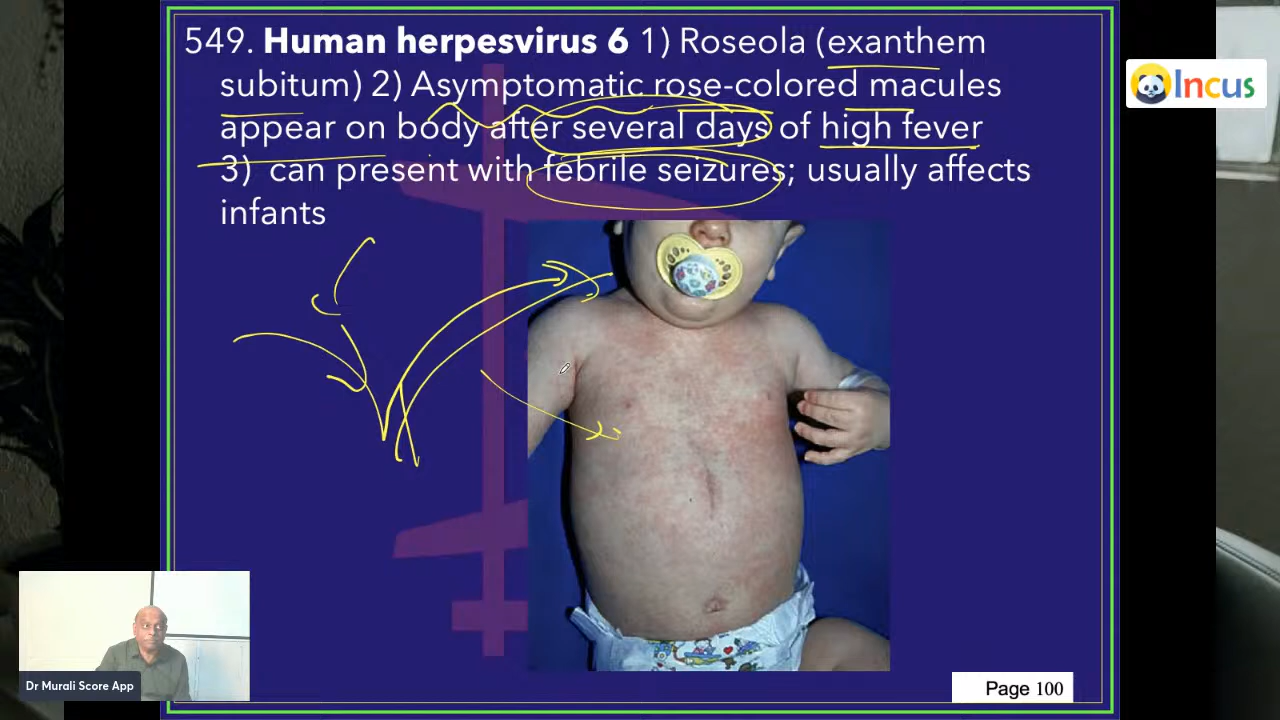 549. Human herpesvirus 6 1) Roseola (exanthem
subitum) 2) Asymptomatic rose-colored macules
appear on body after several days of high fever
3) can present with febrile seizures; usually affects
infants
Incus
Dr Murali Score App
Page 100